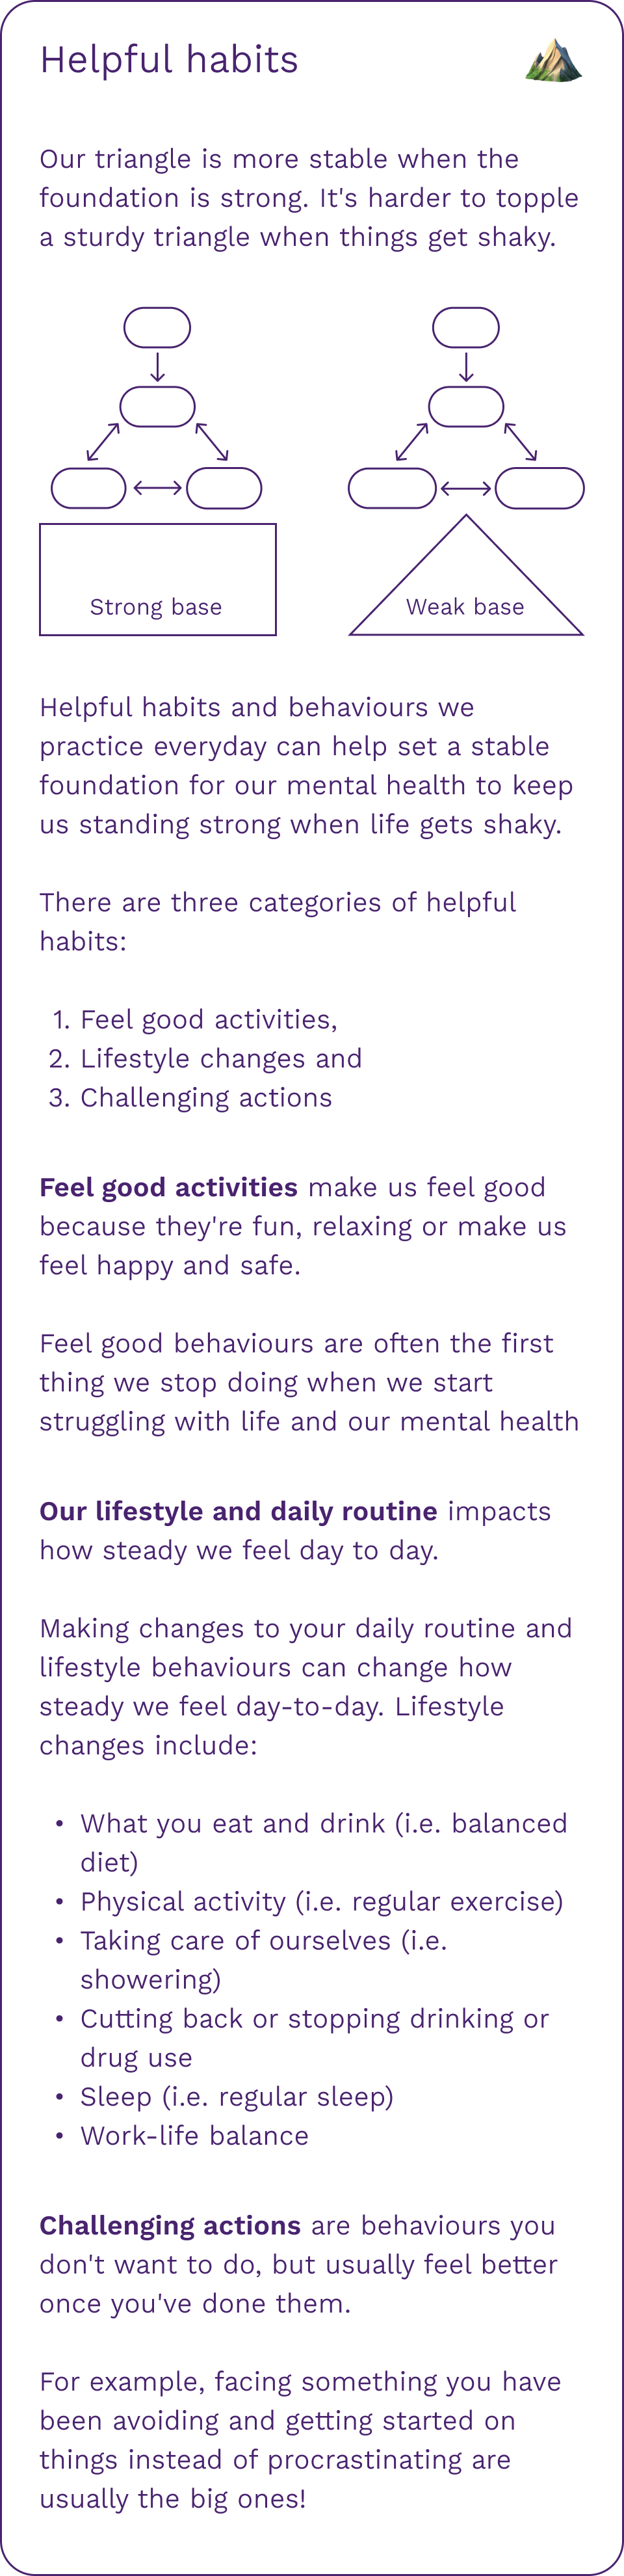 Helpful habits
Our triangle is more stable when the
foundation is strong. It's harder to topple
a sturdy triangle when things get shaky.
Strong base
Weak base
Helpful habits and behaviours we
practice everyday can help set a stable
foundation for our mental health to keep
us standing strong when life gets shaky.
There are three categories of helpful
habits:
1. Feel good activities,
2. Lifestyle changes and
3. Challenging actions
Feel good activities make us feel good
because they're fun, relaxing or make us
feel happy and safe.
Feel good behaviours are often the first
thing we stop doing when we start
struggling with life and our mental health
Our lifestyle and daily routine impacts
how steady we feel day to day.
Making changes to your daily routine and
lifestyle behaviours can change how
steady we feel day-to-day. Lifestyle
changes include:
• What you eat and drink (i.e. balanced
diet)
• Physical activity (i.e. regular exercise)
• Taking care of ourselves (i.e.
showering)
• Cutting back or stopping drinking or
drug use
• Sleep (i.e. regular sleep)
• Work-life balance
Challenging actions are behaviours you
don't want to do, but usually feel better
once you've done them.
For example, facing something you have
been avoiding and getting started on
things instead of procrastinating are
usually the big ones!